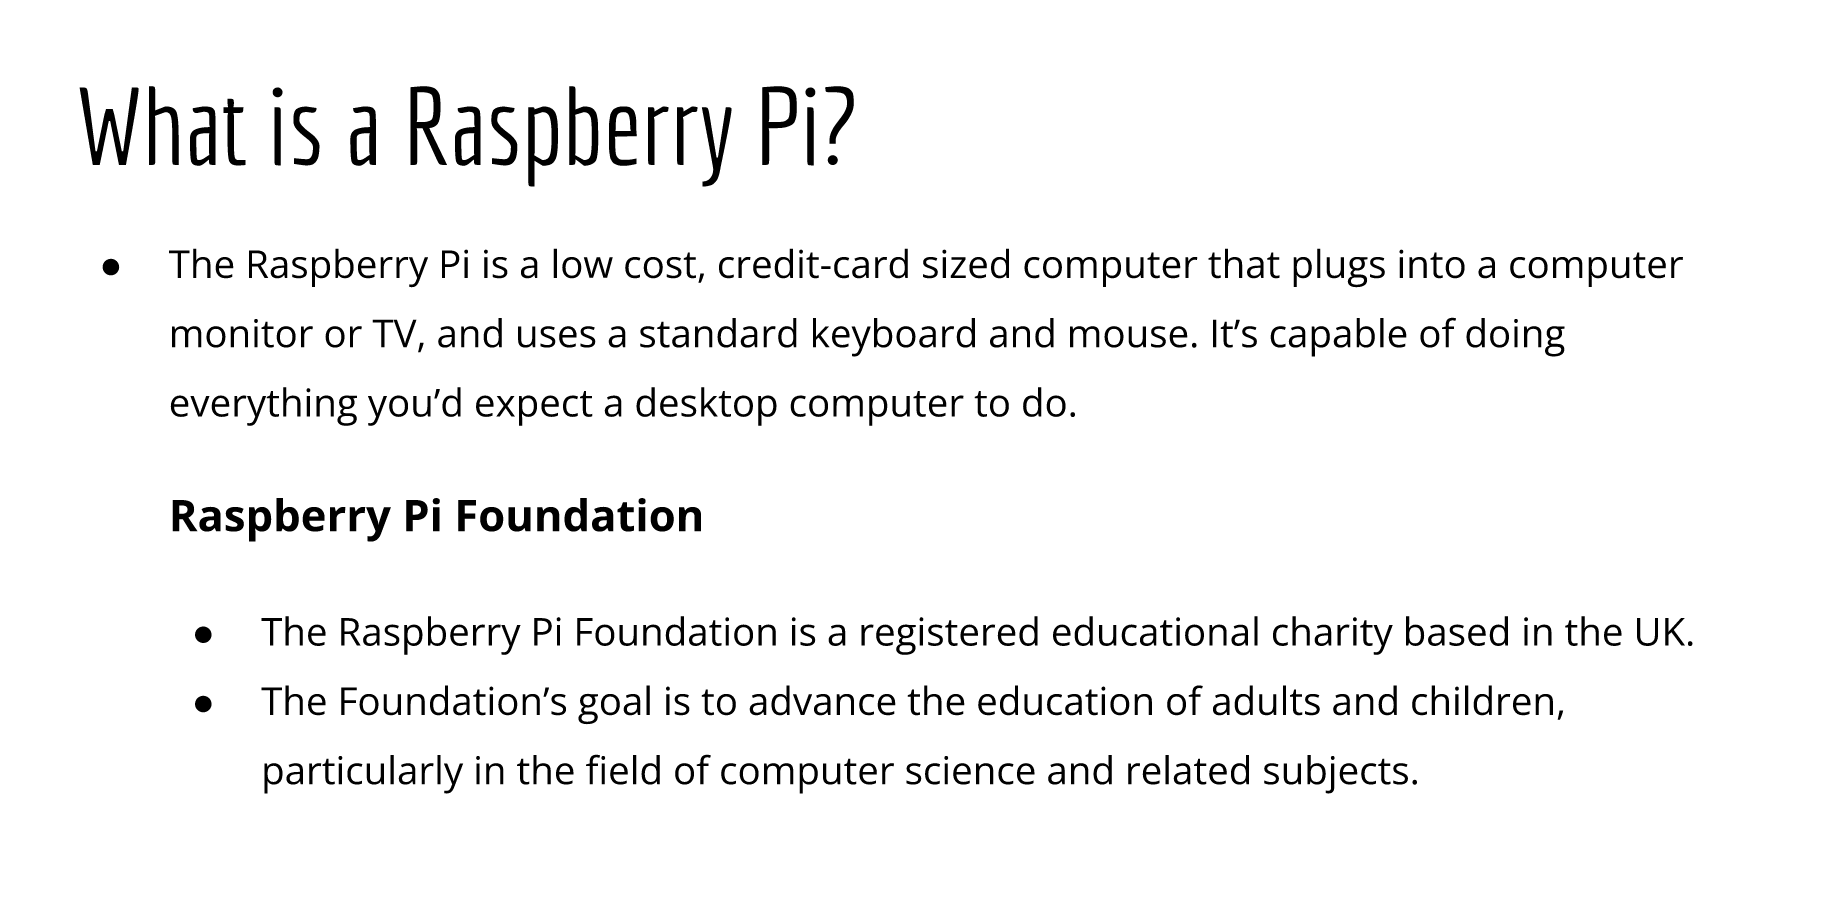 What is a Raspberry Pi?
● The Raspberry Pi is a low cost, credit-card sized computer that plugs into a computer
monitor or TV, and uses a standard keyboard and mouse. It’s capable of doing
everything you’d expect a desktop computer to do.
Raspberry Pi Foundation
● The Raspberry Pi Foundation is a registered educational charity based in the UK.
● The Foundation’s goal is to advance the education of adults and children,
particularly in the field of computer science and related subjects.